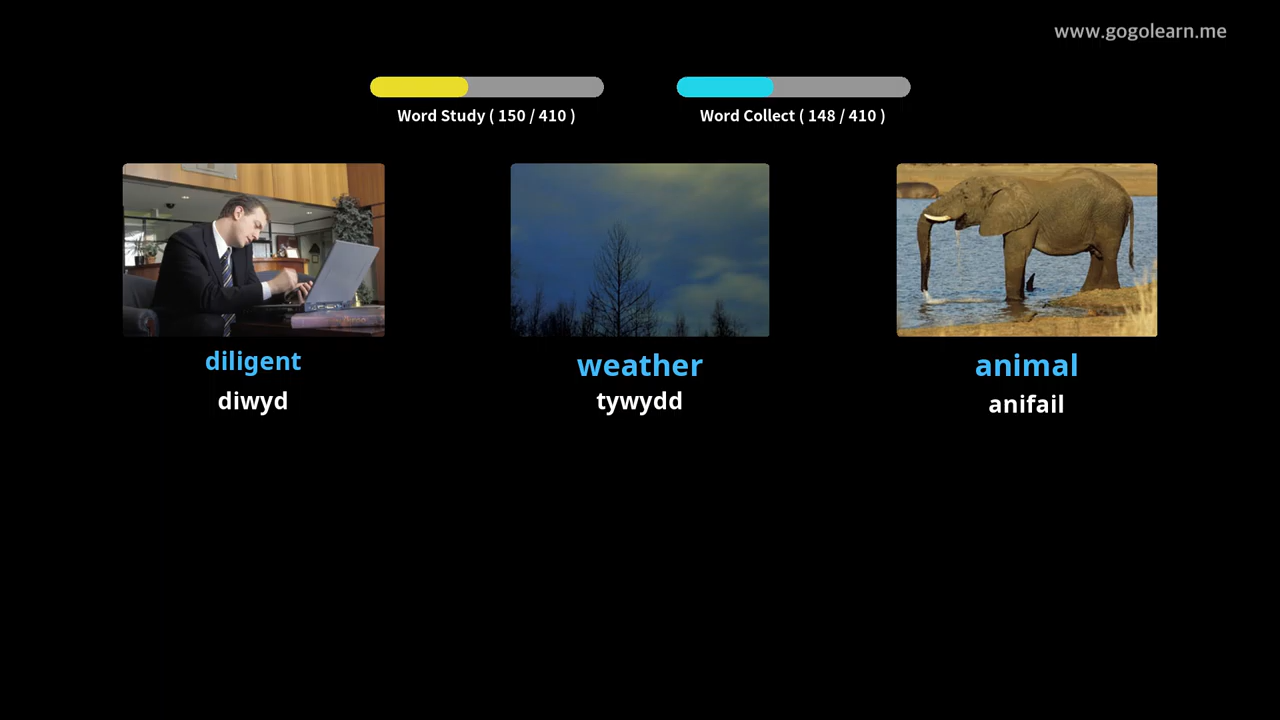 www.gogolearn.me
Word Study ( 150 / 410 )
Word Collect ( 148 / 410 )
diligent
diwyd
weather
tywydd
animal
anifail